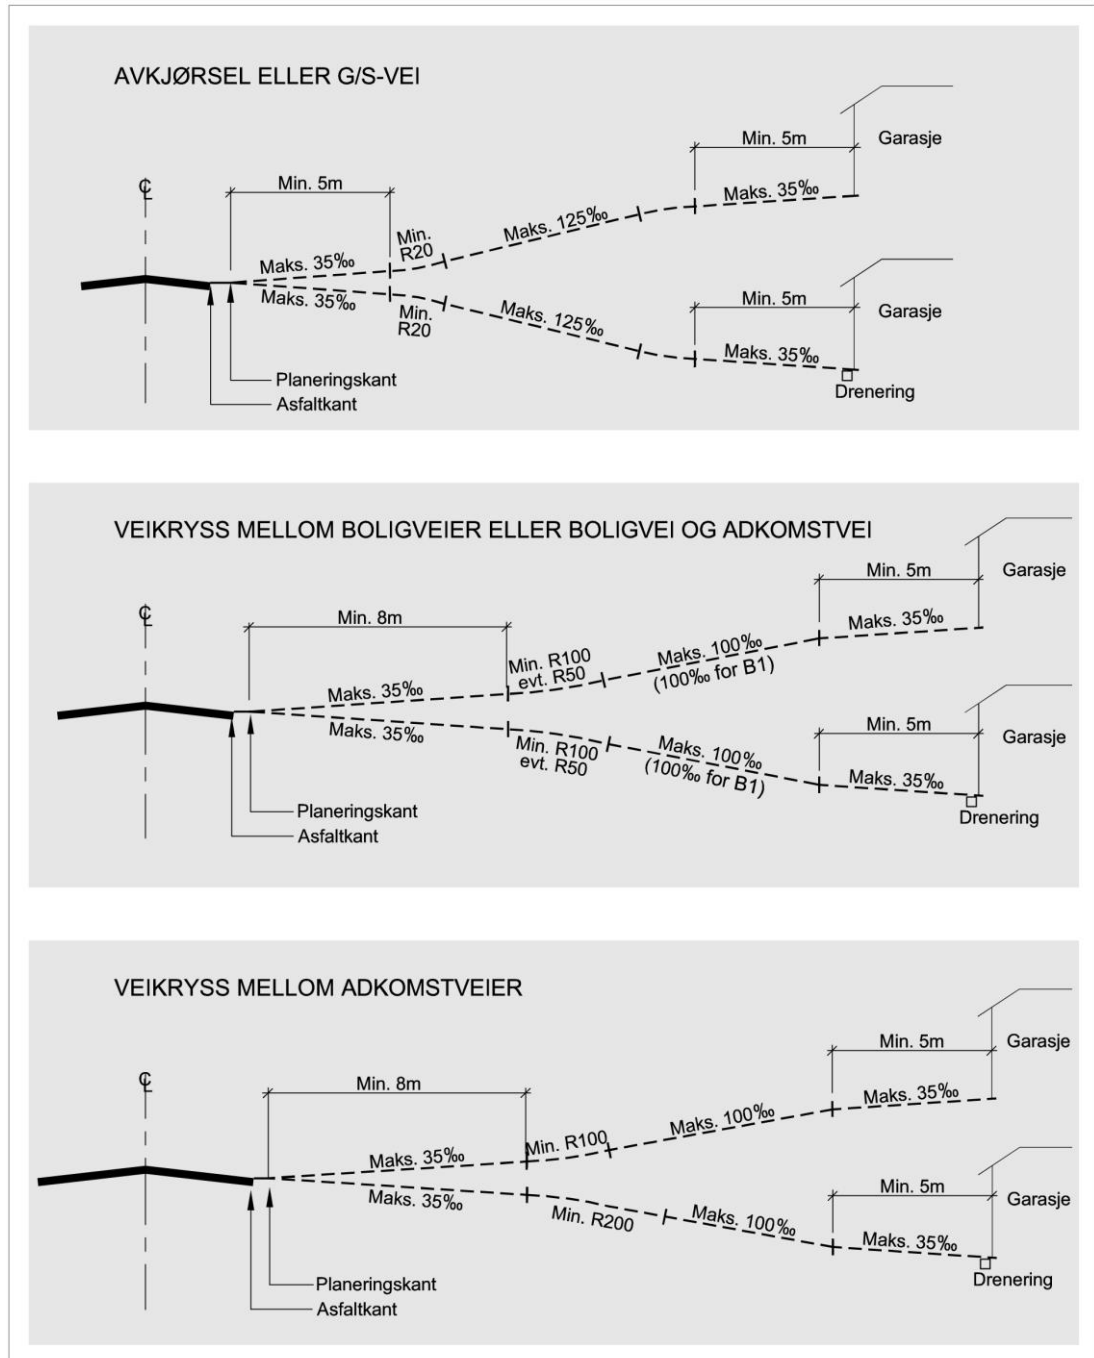 AVKJØRSEL ELLER G/S-VEI
Min. 5m
Garasje
℄
Min. 5m
Maks. 35‰
Maks. 125‰
Min.
R20
Maks. 35‰
Maks. 35‰
Min.
R20
Maks. 125‰
Min. 5m
Garasje
Maks. 35‰
Planeringskant
Drenering
Asfaltkant
VEIKRYSS MELLOM BOLIGVEIER ELLER BOLIGVEI OG ADKOMSTVEI
Min. 5m
Garasje
℄
Min. 8m
Maks. 35‰
Maks. 100‰
(100‰ for B1)
Min. R100
evt. R50
Maks. 35‰
Maks. 35‰
Min. R100
evt. R50
Maks. 100‰
(100‰ for B1)
Min. 5m
Garasje
Maks. 35‰
Planeringskant
Drenering
Asfaltkant
VEIKRYSS MELLOM ADKOMSTVEIER
Min. 5m
Garasje
℄
Min. 8m
Maks. 35‰
Maks. 100‰
Min. R100
Maks. 35‰
Maks. 35‰
Min. R200
Maks. 100‰
Min. 5m
Garasje
Maks. 35‰
Planeringskant
Drenering
Asfaltkant